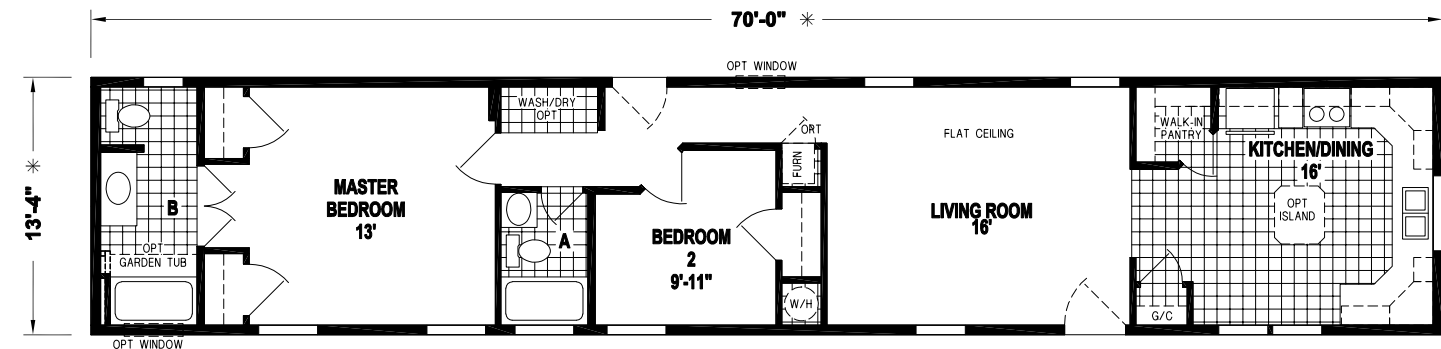 70'-0" ✳
OPT WINDOW
13'-4" ✳
WASH/DRY
OPT
OPT
FURN
FLAT CEILING
WALK-IN
PANTRY
KITCHEN/DINING
16'
MASTER
BEDROOM
13'
B
OPT
GARDEN TUB
A
BEDROOM
2
9'-11"
LIVING ROOM
16'
OPT
ISLAND
W/H
G/C
OPT WINDOW